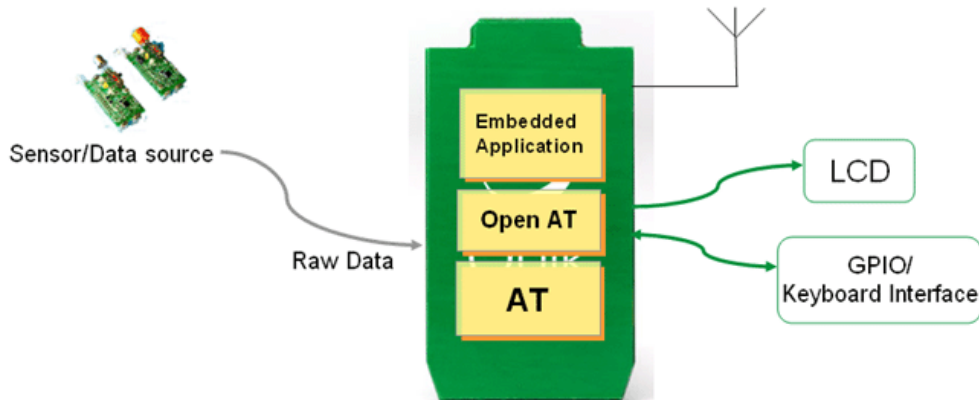 Sensor/Data source
Raw Data
Embedded
Application
Open AT
AT
LCD
GPIO/
Keyboard Interface